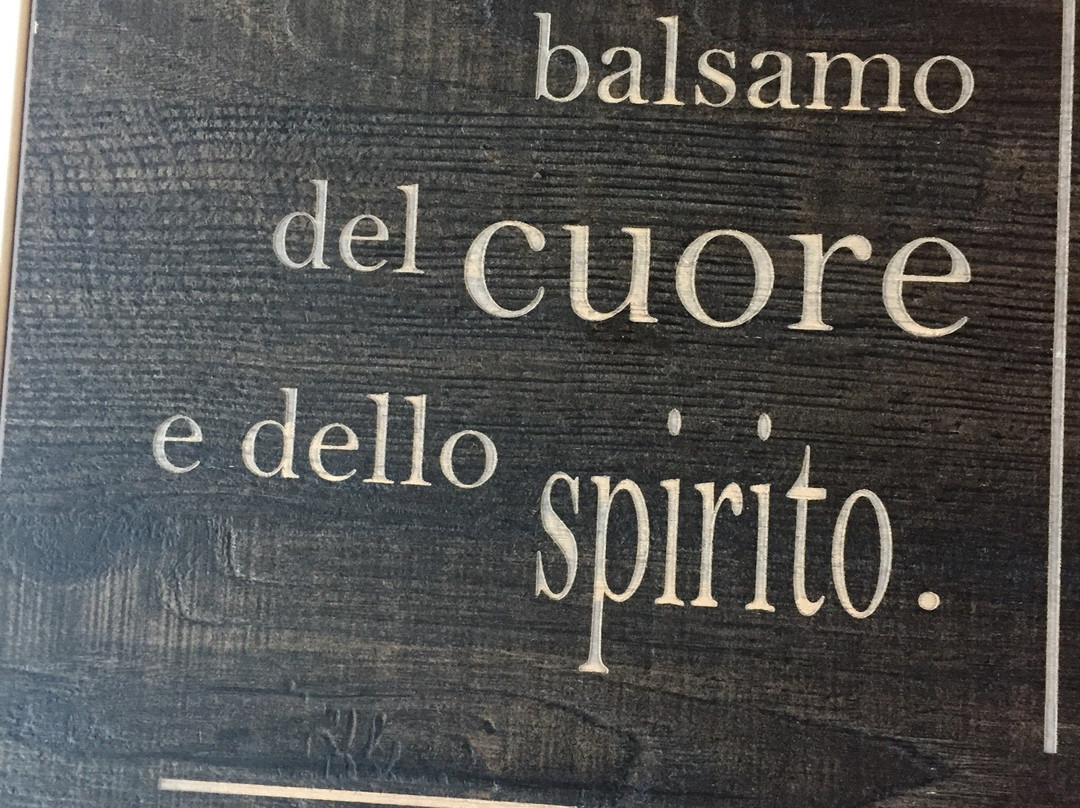 balsamo
del cuore
e dello spirito.